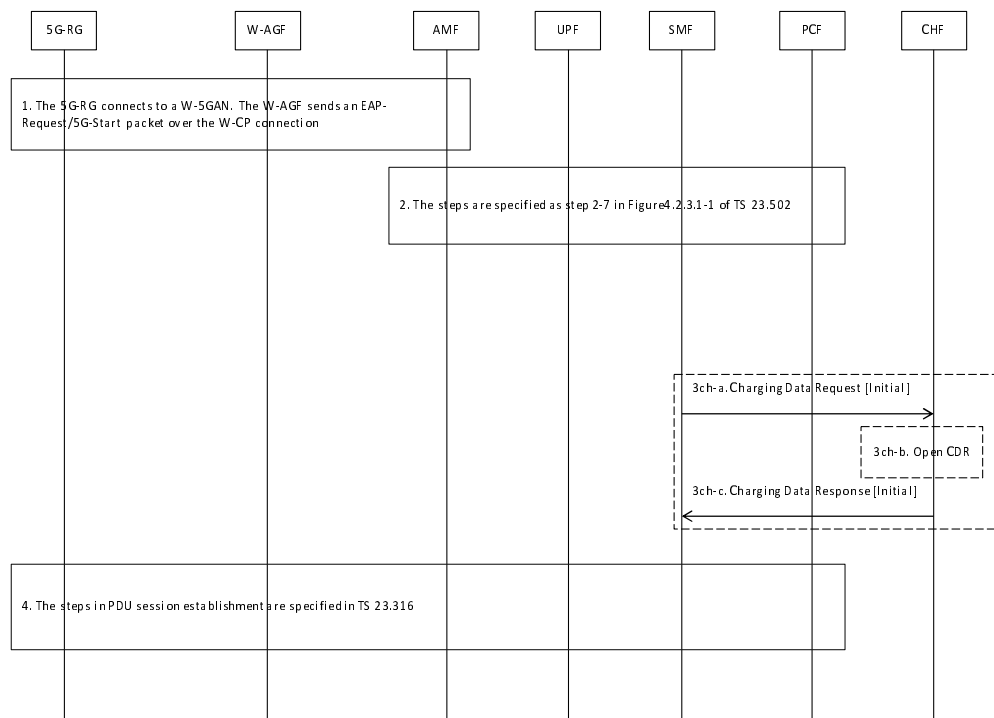 5G-RG
W-AGF
AMF
UPF
SMF
PCF
CHF
1. The 5G-RG connects to a W-5GAN. The W-AGF sends an EAP-
Request/5G-Start packet over the W-CP connection
2. The steps are specified as step 2-7 in Figure4.2.3.1-1 of TS 23.502
3ch-a. Charging Data Request [Initial]
3ch-b. Open CDR
3ch-c. Charging Data Response [Initial]
4. The steps in PDU session establishment are specified in TS 23.316